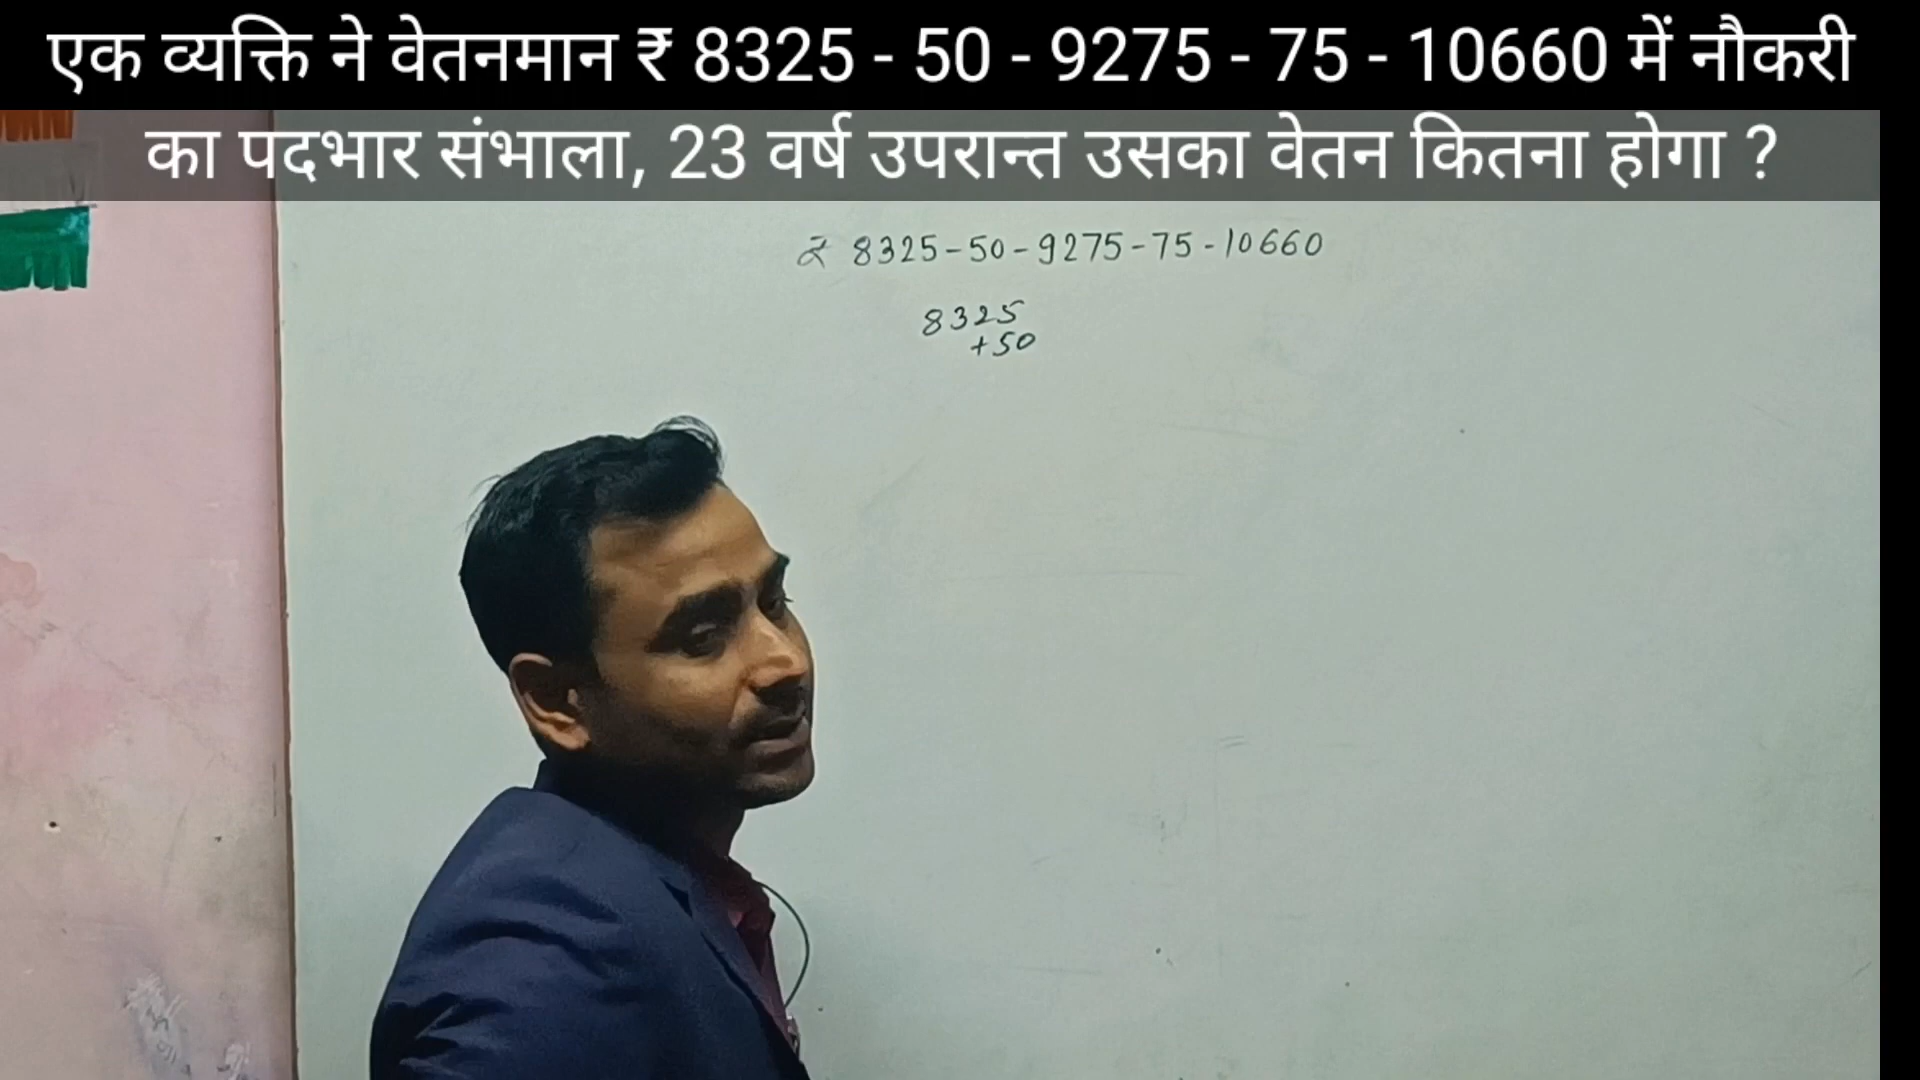 एक व्यक्ति ने वेतनमान ₹ 8325 - 50 - 9275 - 75 - 10660 में नौकरी
का पदभार संभाला, 23 वर्ष उपरान्त उसका वेतन कितना होगा ?
₹ 8325-50-9275-75-10660
8325
+50